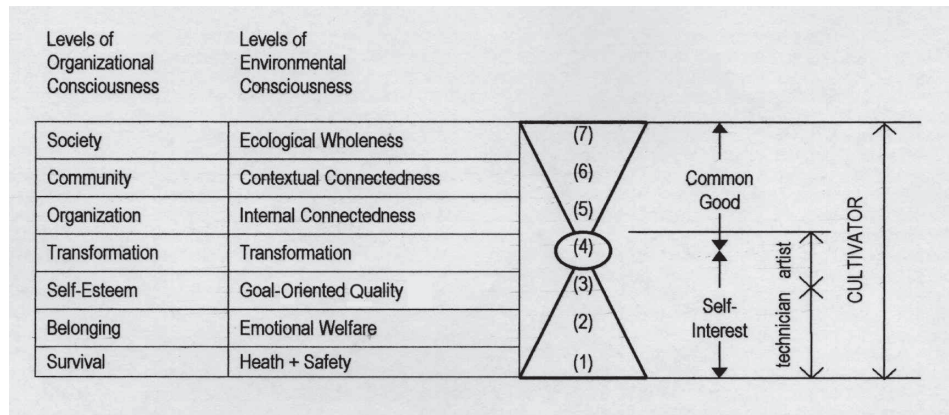 Levels of
Organizational
Consciousness
Levels of
Environmental
Consciousness
Society
Ecological Wholeness
(7)
Community
Contextual Connectedness
(6)
Organization
Internal Connectedness
(5)
Transformation
Transformation
(4)
Self-Esteem
Goal-Oriented Quality
(3)
Belonging
Emotional Welfare
(2)
Survival
Heath + Safety
(1)
Common
Good
Self-
Interest
technician
artist
CULTIVATOR